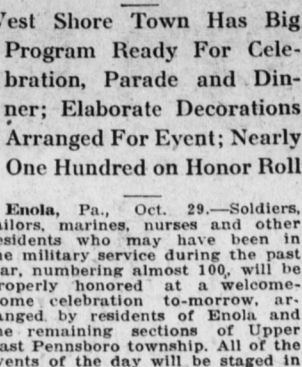 West Shore Town Has Big
Program Ready For Cele-
bration, Parade and Din-
ner; Elaborate Decorations
Arranged For Event; Nearly
One Hundred on Honor Roll
Enola, Pa., Oct. 29.—Soldiers,
sailors, marines, nurses and other
residents who may have been in
the military service during the past
war, numbering almost 100, will be
properly honored at a welcome-
home celebration to-morrow, ar-
ranged by residents of Enola and
the remaining sections of Upper
East Pennsboro township. All of the
events of the day will be staged in